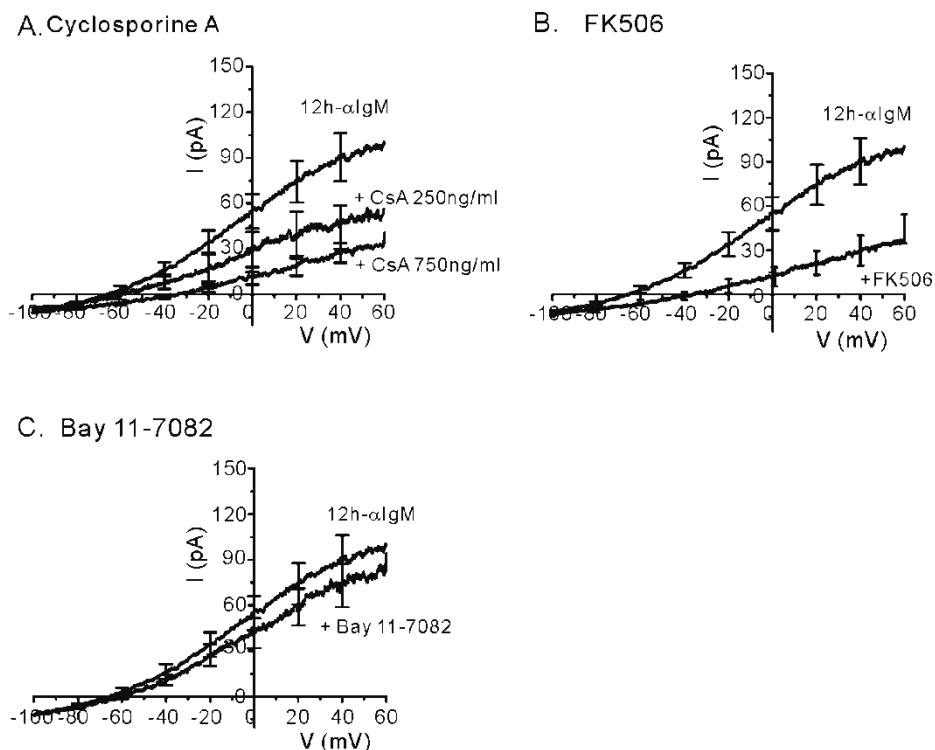 A. Cyclosporine A
150
120
12h-αIgM
I (pA)
90
60
+ CsA 250ng/ml
30
+ CsA 750ng/ml
0
-100 -80 -60 -40 -20 0 20 40 60
V (mV)
B. FK506
150
120
12h-αIgM
I (pA)
90
60
30
0
+FK506
-100 -80 -60 -40 -20 0 20 40 60
V (mV)
C. Bay 11-7082
150
120
12h-αIgM
I (pA)
90
60
+ Bay 11-7082
30
0
-100 -80 -60 -40 -20 0 20 40 60
V (mV)